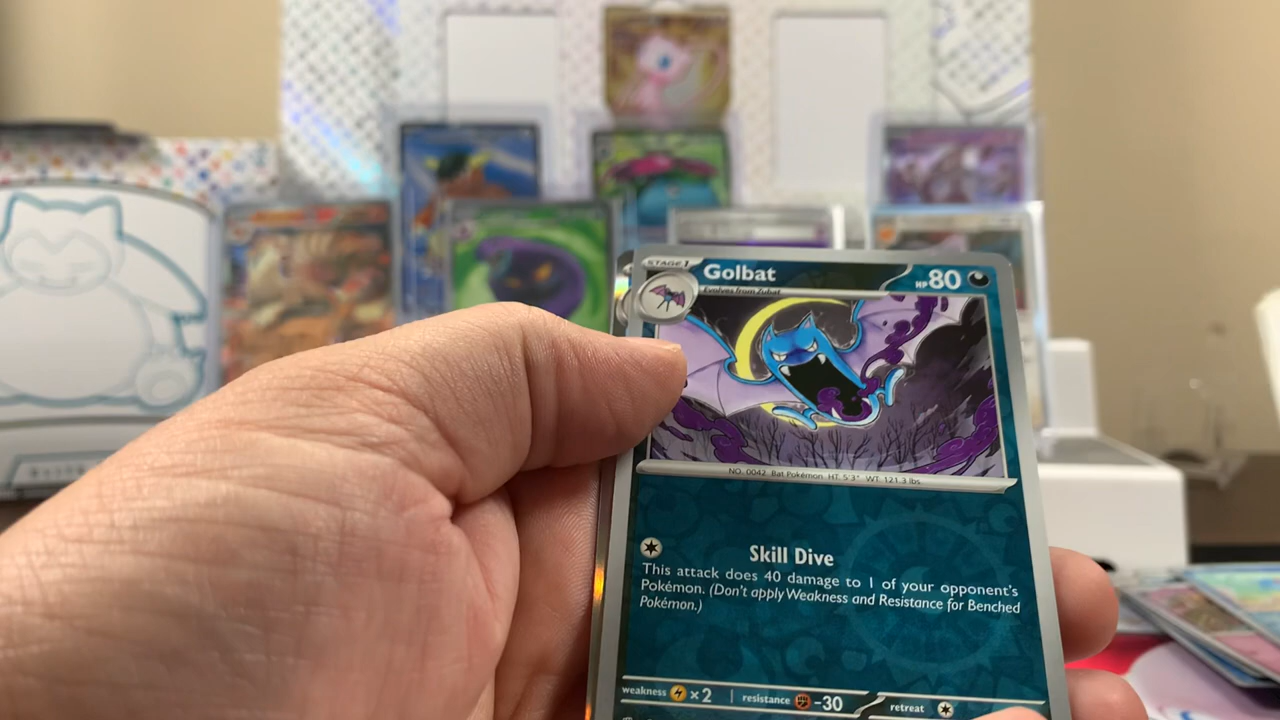 STAGE 1
Golbat
HP 80
Evolves from Zubat
NO. 0042 Bat Pokémon HT: 5'3" WT: 121.3 lbs.
Skill Dive
This attack does 40 damage to 1 of your opponent's
Pokémon. (Don't apply Weakness and Resistance for Benched
Pokémon.)
weakness ×2 resistance -30 retreat